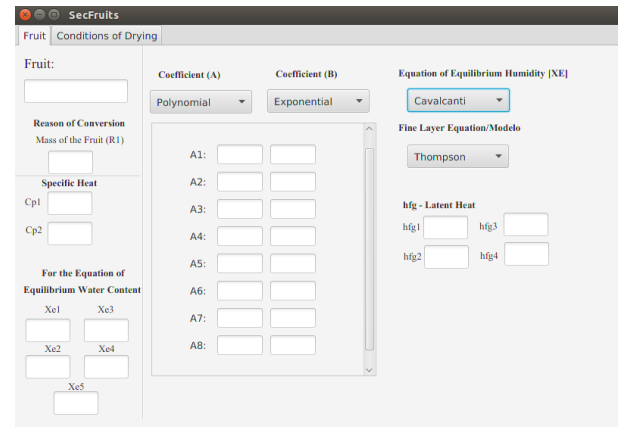 SecFruits
Fruit
Conditions of Drying
Fruit:
Reason of Conversion
Mass of the Fruit (R1)
Specific Heat
Cp1
Cp2
For the Equation of
Equilibrium Water Content
Xe1 Xe3
Xe2 Xe4
Xe5
Coefficient (A) Coefficient (B)
Polynomial Exponential
A1:
A2:
A3:
A4:
A5:
A6:
A7:
A8:
Equation of Equilibrium Humidity [XE]
Cavalcanti
Fine Layer Equation/Modelo
Thompson
hfg - Latent Heat
hfg1 hfg3
hfg2 hfg4